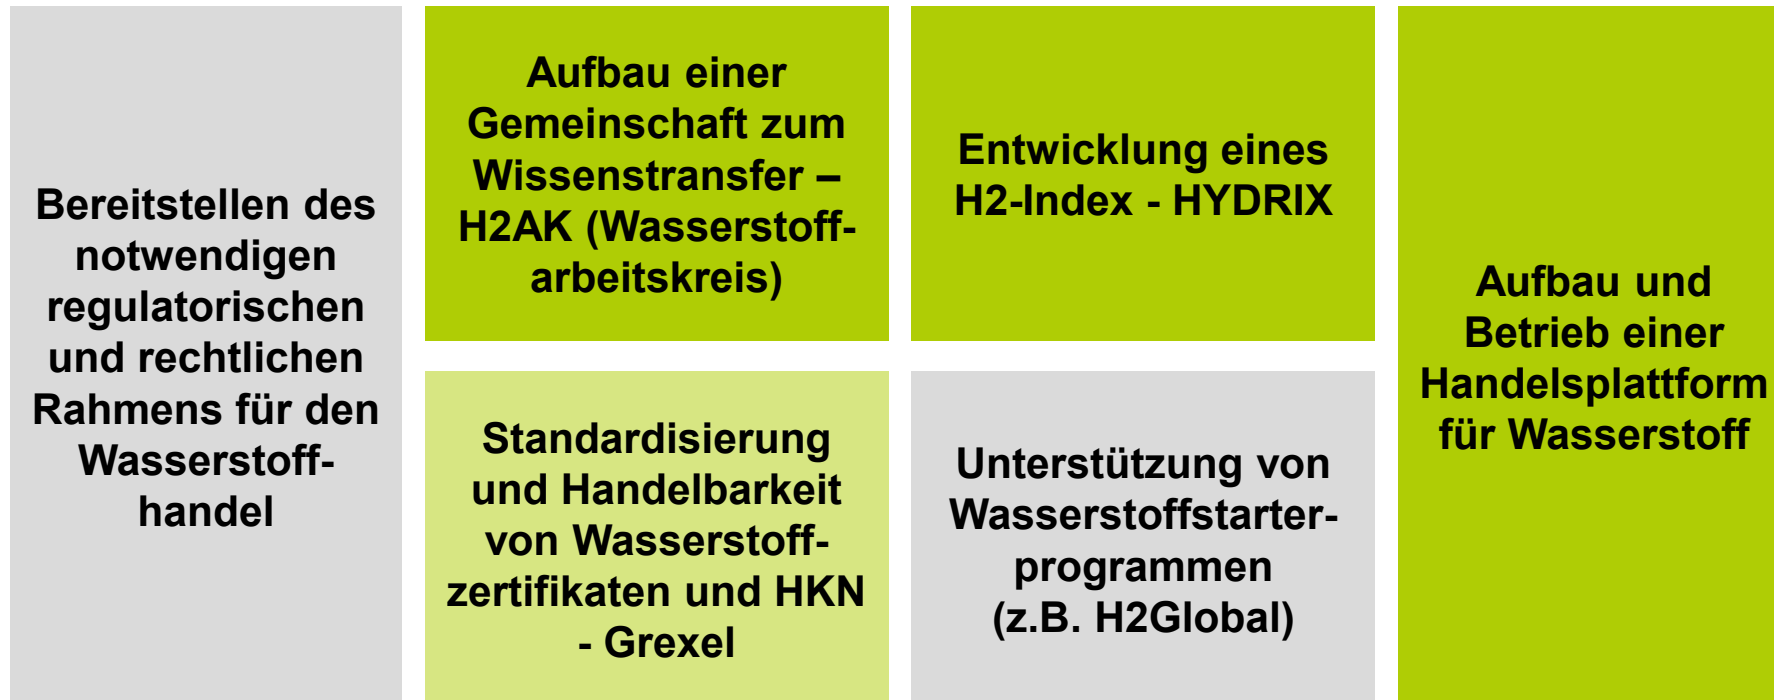 Bereitstellen des
notwendigen
regulatorischen
und rechtlichen
Rahmens für den
Wasserstoff-
handel
Aufbau einer
Gemeinschaft zum
Wissenstransfer –
H2AK (Wasserstoff-
arbeitskreis)
Standardisierung
und Handelbarkeit
von Wasserstoff-
zertifikaten und HKN
- Grexel
Entwicklung eines
H2-Index - HYDRIX
Unterstützung von
Wasserstoffstarter-
programmen
(z.B. H2Global)
Aufbau und
Betrieb einer
Handelsplattform
für Wasserstoff